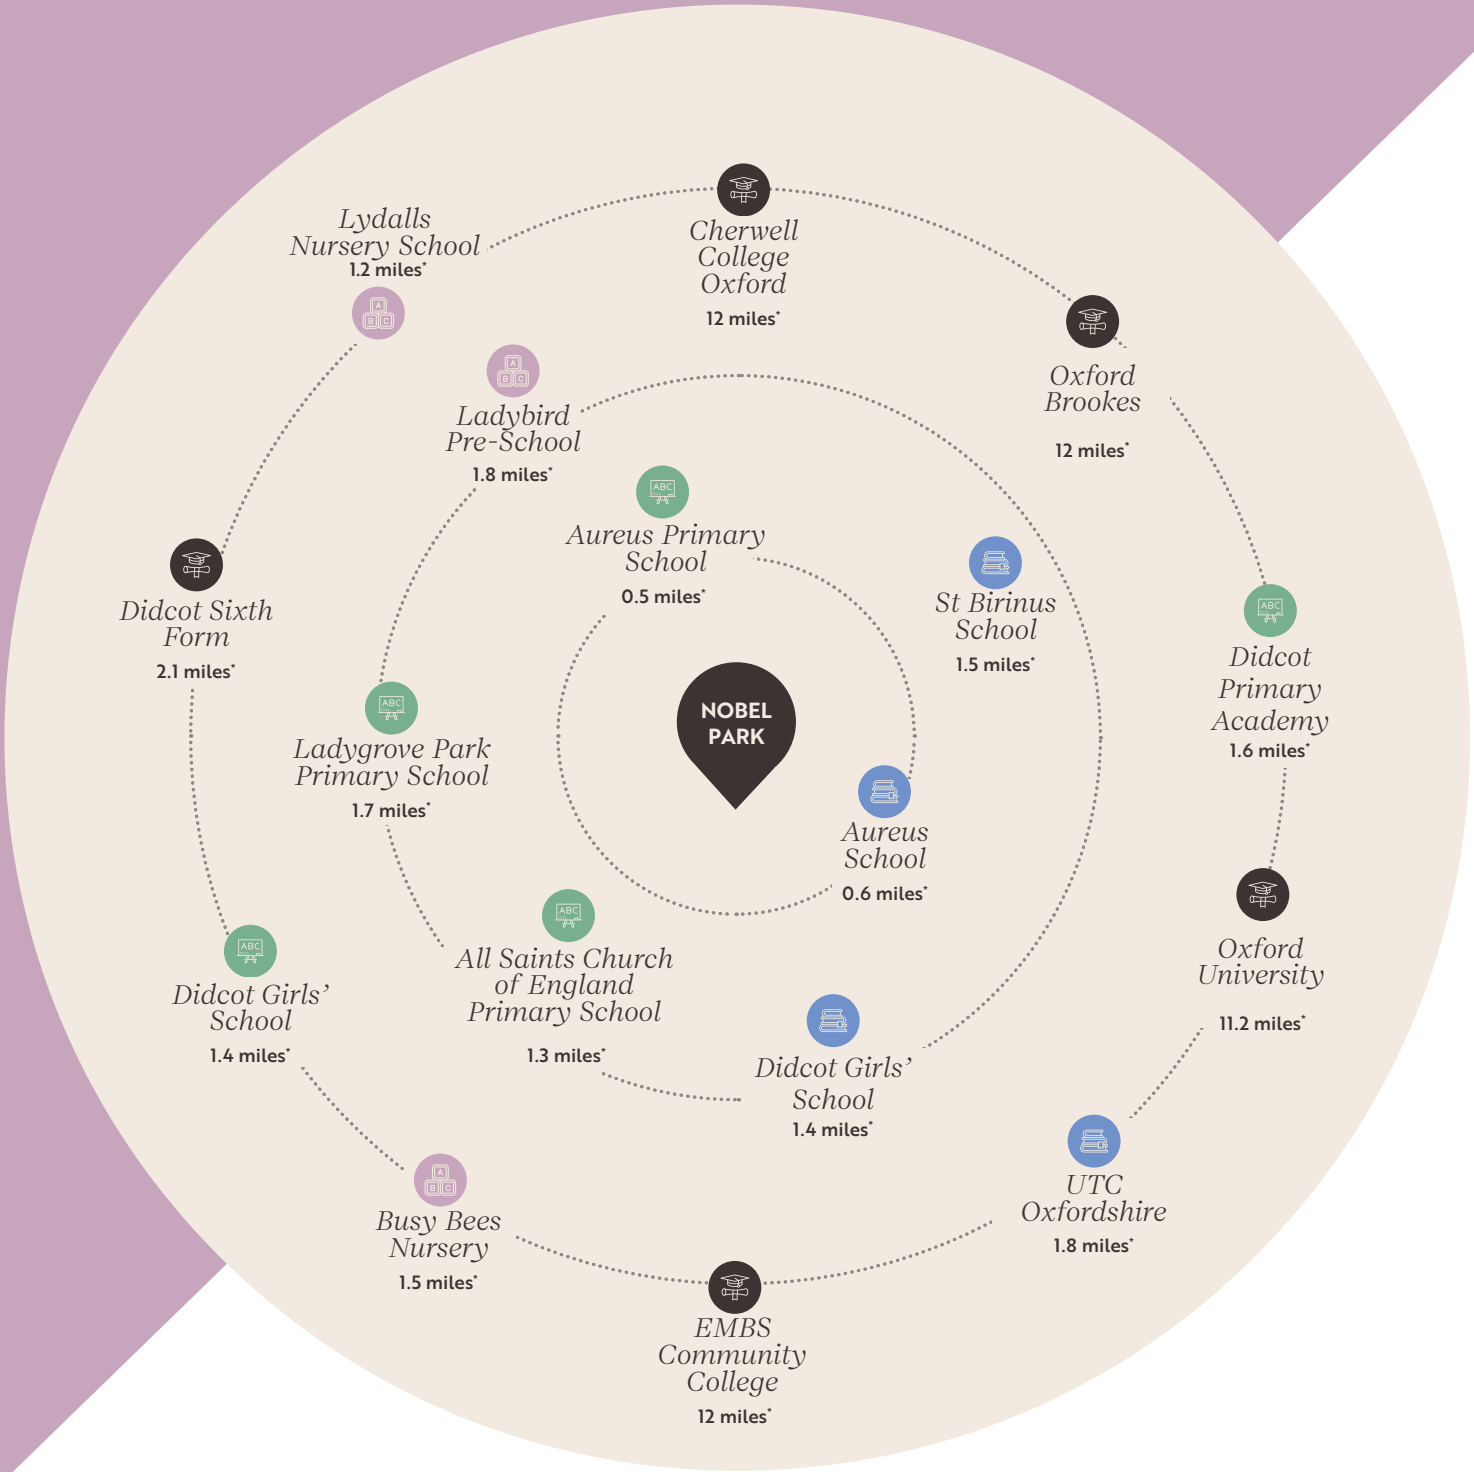 Lydalls
Nursery School
1.2 miles*
Cherwell
College
Oxford
12 miles*
Oxford
Brookes
12 miles*
Ladybird
Pre-School
1.8 miles*
Aureus Primary
School
0.5 miles*
St Birinus
School
1.5 miles*
Didcot Sixth
Form
2.1 miles*
Didcot
Primary
Academy
1.6 miles*
NOBEL
PARK
Ladygrove Park
Primary School
1.7 miles*
Aureus
School
0.6 miles*
All Saints Church
of England
Primary School
1.3 miles*
Oxford
University
11.2 miles*
Didcot Girls’
School
1.4 miles*
Didcot Girls’
School
1.4 miles*
Busy Bees
Nursery
1.5 miles*
UTC
Oxfordshire
1.8 miles*
EMBS
Community
College
12 miles*